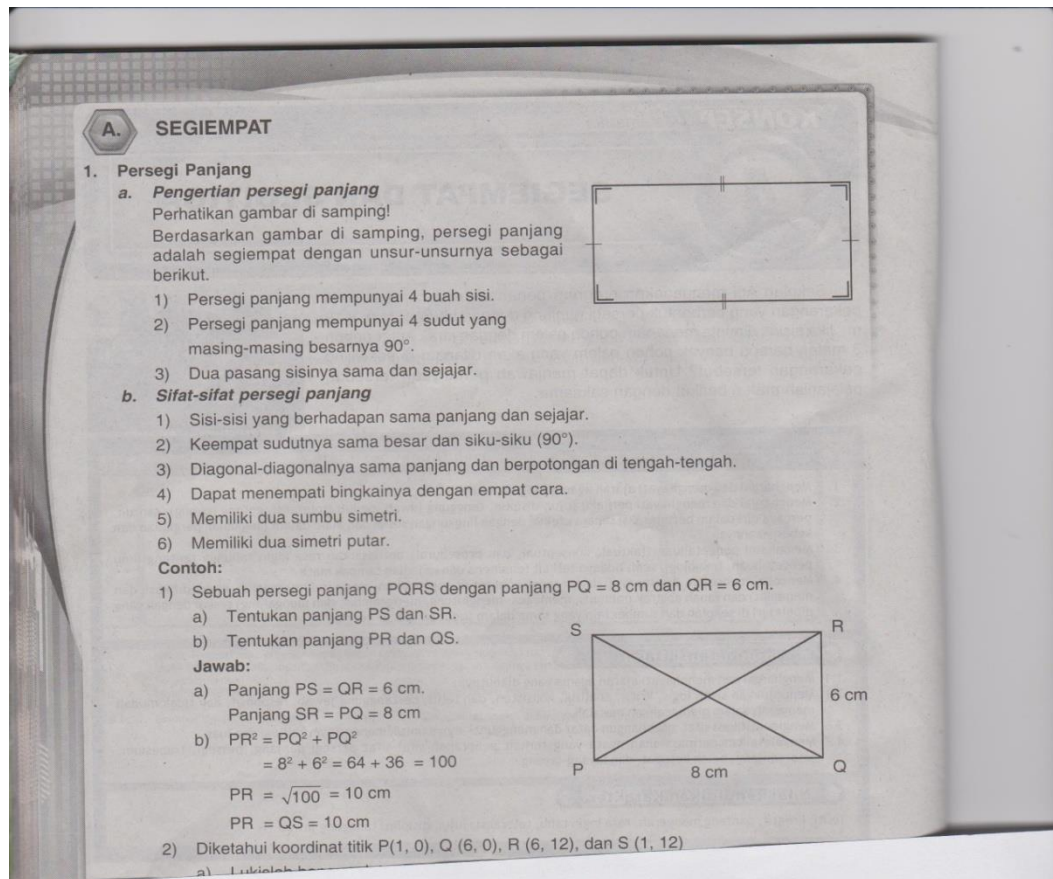 A. SEGIEMPAT
1. Persegi Panjang
a. Pengertian persegi panjang
Perhatikan gambar di samping!
Berdasarkan gambar di samping, persegi panjang
adalah segiempat dengan unsur-unsurnya sebagai
berikut.
1) Persegi panjang mempunyai 4 buah sisi.
2) Persegi panjang mempunyai 4 sudut yang
masing-masing besarnya 90°.
3) Dua pasang sisinya sama dan sejajar.
b. Sifat-sifat persegi panjang
1) Sisi-sisi yang berhadapan sama panjang dan sejajar.
2) Keempat sudutnya sama besar dan siku-siku (90°).
3) Diagonal-diagonalnya sama panjang dan berpotongan di tengah-tengah.
4) Dapat menempati bingkainya dengan empat cara.
5) Memiliki dua sumbu simetri.
6) Memiliki dua simetri putar.
Contoh:
1) Sebuah persegi panjang PQRS dengan panjang PQ = 8 cm dan QR = 6 cm.
a) Tentukan panjang PS dan SR.
b) Tentukan panjang PR dan QS.
Jawab:
a) Panjang PS = QR = 6 cm.
Panjang SR = PQ = 8 cm
b) PR² = PQ² + PQ²
= 8² + 6² = 64 + 36 = 100
PR = √100 = 10 cm
PR = QS = 10 cm
S
R
6 cm
P
8 cm
Q
2) Diketahui koordinat titik P(1, 0), Q (6, 0), R (6, 12), dan S (1, 12)
a)